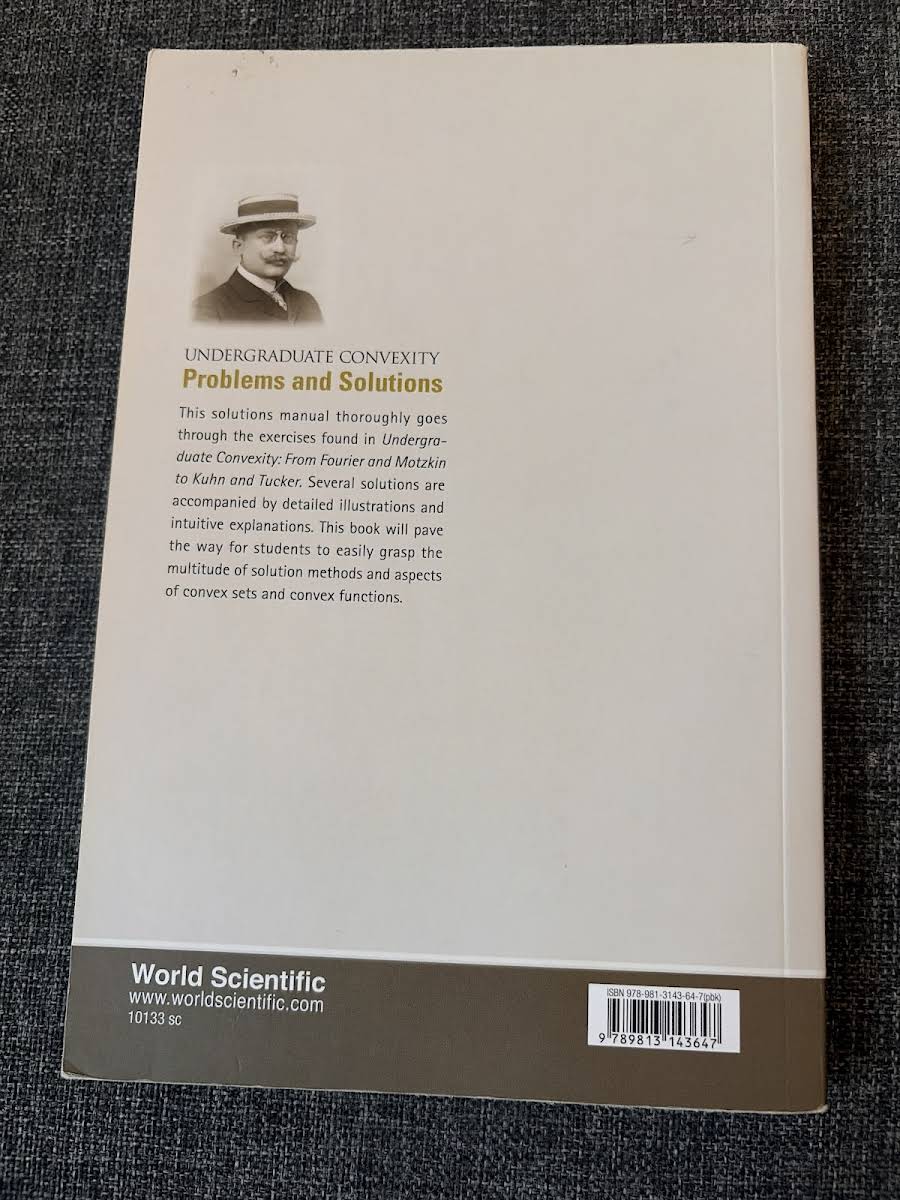 UNDERGRADUATE CONVEXITY
Problems and Solutions
This solutions manual thoroughly goes
through the exercises found in Undergra-
duate Convexity: From Fourier and Motzkin
to Kuhn and Tucker. Several solutions are
accompanied by detailed illustrations and
intuitive explanations. This book will pave
the way for students to easily grasp the
multitude of solution methods and aspects
of convex sets and convex functions.
World Scientific
www.worldscientific.com
10133 sc
ISBN 978-981-3143-64-7(pbk)
9 789813 143647